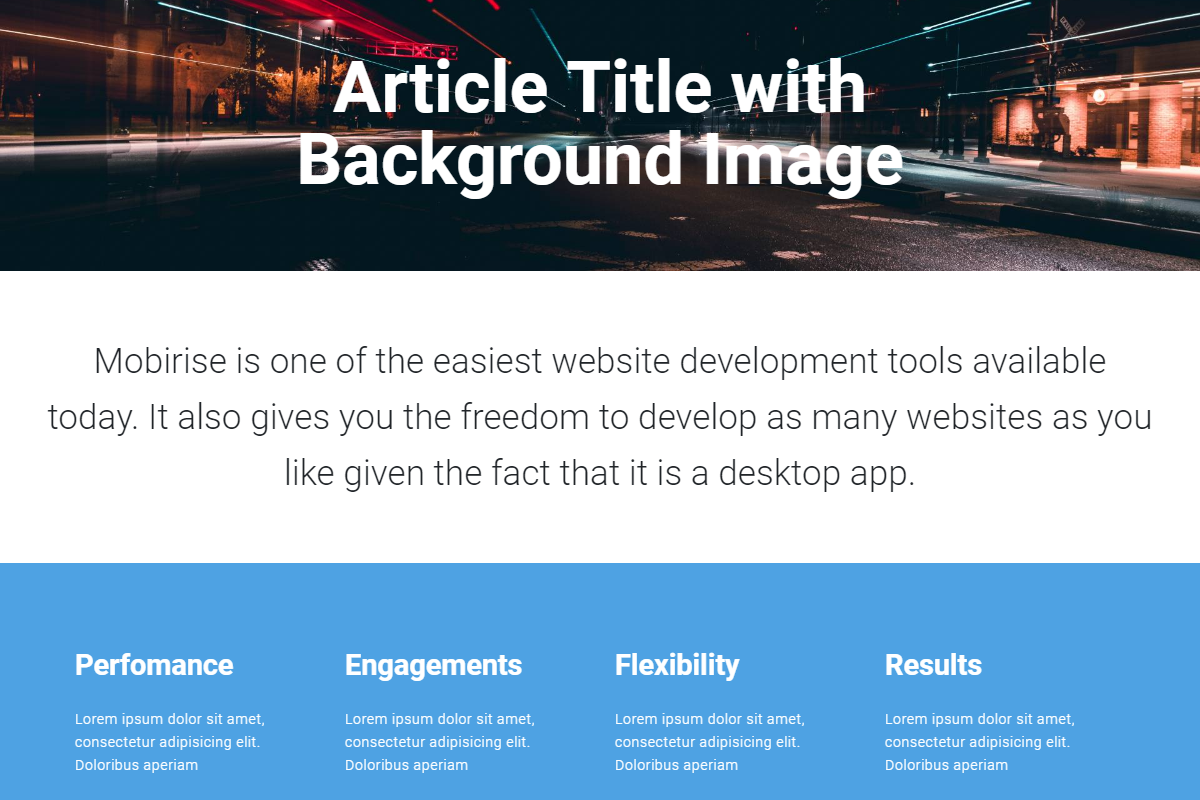 Article Title with
Background Image
Mobirise is one of the easiest website development tools available
today. It also gives you the freedom to develop as many websites as you
like given the fact that it is a desktop app.
Perfomance
Lorem ipsum dolor sit amet,
consectetur adipisicing elit.
Doloribus aperiam
Engagements
Lorem ipsum dolor sit amet,
consectetur adipisicing elit.
Doloribus aperiam
Flexibility
Lorem ipsum dolor sit amet,
consectetur adipisicing elit.
Doloribus aperiam
Results
Lorem ipsum dolor sit amet,
consectetur adipisicing elit.
Doloribus aperiam